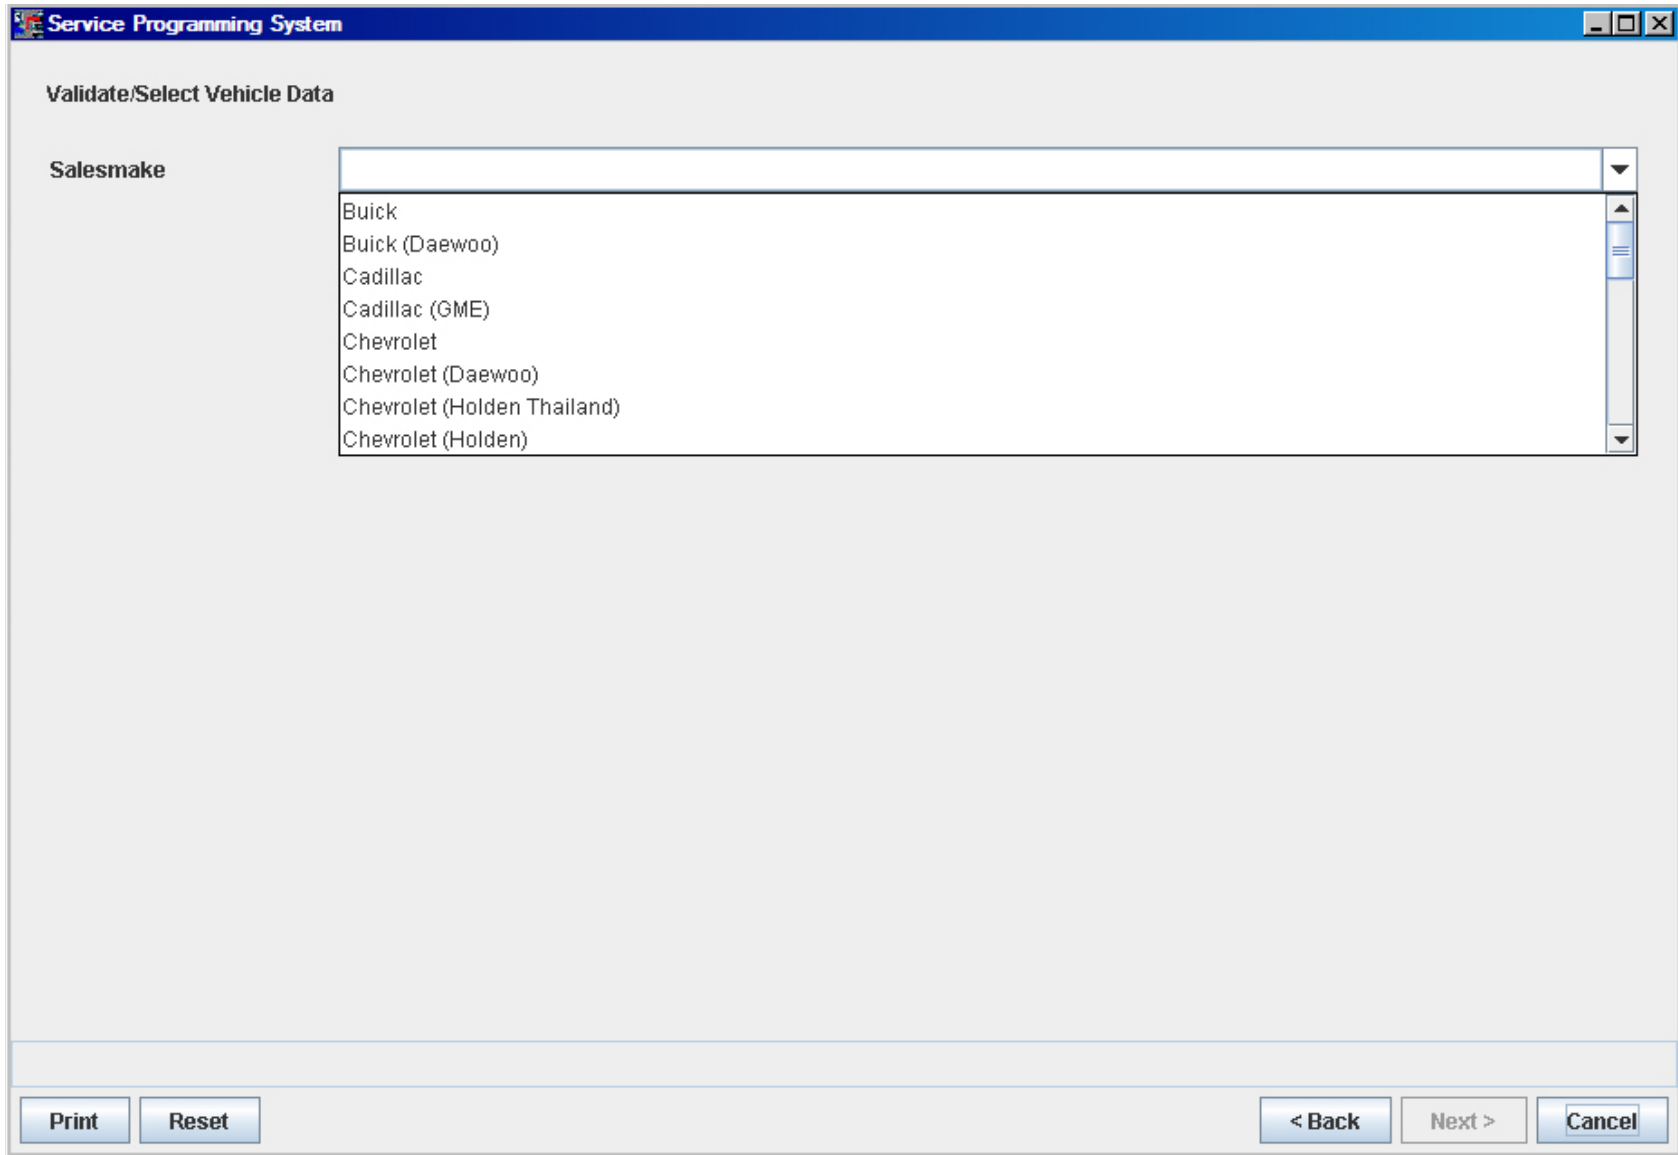 Service Programming System
Validate/Select Vehicle Data
Salesmake
Buick
Buick (Daewoo)
Cadillac
Cadillac (GME)
Chevrolet
Chevrolet (Daewoo)
Chevrolet (Holden Thailand)
Chevrolet (Holden)
Print Reset < Back Next > Cancel